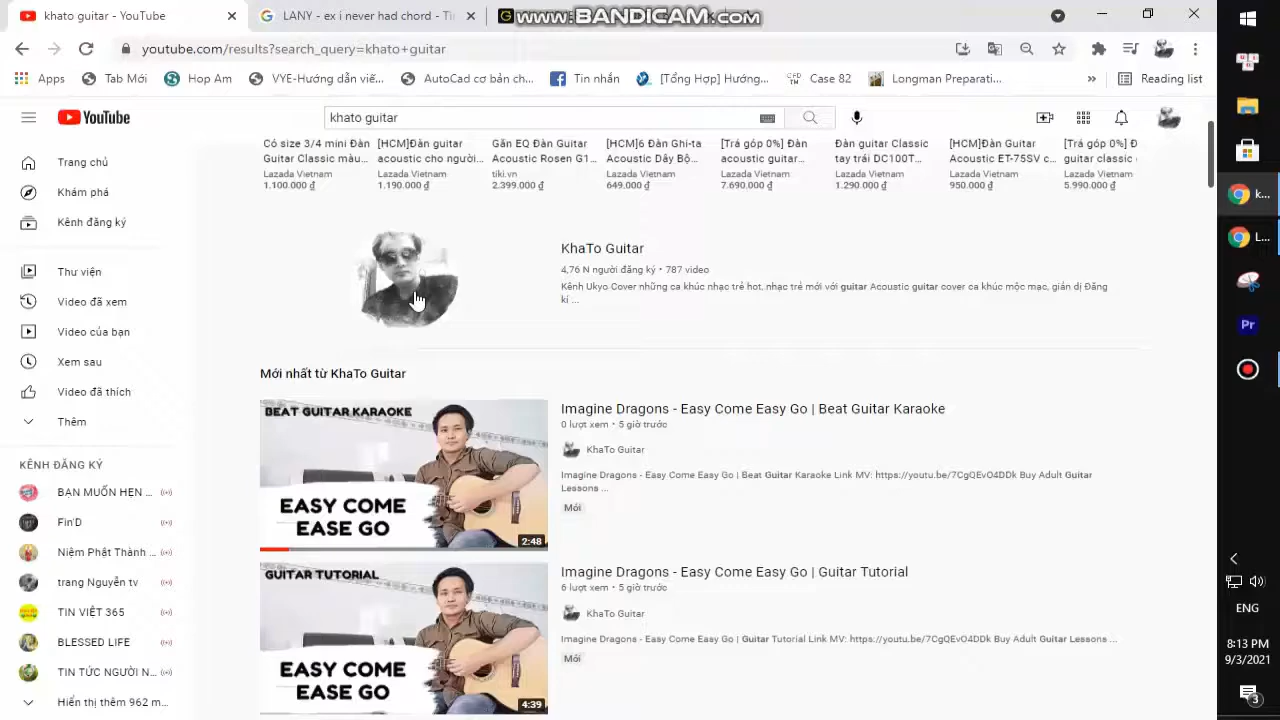 khato guitar - YouTube
LANY - ex i never had chord - Ti
www.BANDICAM.com
youtube.com/results?search_query=khato+guitar
Apps
Tab Mới
Hop Am
VYE-Hướng dẫn viế...
AutoCad cơ bản ch...
Tin nhắn
[Tổng Hợp] Hướng...
Case 82
Longman Preparati...
»
Reading list
YouTube
khato guitar
Có size 3/4 mini Đàn Guitar Classic màu...
Lazada Vietnam
1.100.000 ₫
[HCM]Đàn guitar acoustic cho người...
Lazada Vietnam
1.190.000 ₫
Gắn EQ Đàn Guitar Acoustic Rosen G1...
tiki.vn
2.399.000 ₫
[HCM]6 Đàn Ghi-ta Acoustic Dây Bộ...
Lazada Vietnam
649.000 ₫
[Trả góp 0%] Đàn acoustic guitar...
Lazada Vietnam
7.690.000 ₫
Đàn guitar Classic tay trái DC100T...
Lazada Vietnam
1.290.000 ₫
[HCM]Đàn Guitar Acoustic ET-75SV c...
Lazada Vietnam
950.000 ₫
[Trả góp 0%] Đàn guitar classic
Lazada Vietnam
5.990.000 ₫
Trang chủ
Khám phá
Kênh đăng ký
Thư viện
Video đã xem
Video của bạn
Xem sau
Video đã thích
Thêm
KÊNH ĐĂNG KÝ
BẠN MUỐN HẸN ...
Fin'D
Niệm Phật Thành ...
trang Nguyễn tv
TIN VIỆT 365
BLESSED LIFE
TIN TỨC NGƯỜI N...
Hiển thị thêm 962 m...
KhaTo Guitar
4,76 N người đăng ký • 787 video
Kênh Ukyo Cover những ca khúc nhạc trẻ hot, nhạc trẻ mới với guitar Acoustic guitar cover ca khúc mộc mạc, giản dị Đăng
kí ...
Mới nhất từ KhaTo Guitar
BEAT GUITAR KARAOKE
EASY COME
EASE GO
2:48
Imagine Dragons - Easy Come Easy Go | Beat Guitar Karaoke
0 lượt xem • 5 giờ trước
KhaTo Guitar
Imagine Dragons - Easy Come Easy Go | Beat Guitar Karaoke Link MV: https://youtu.be/7CgQEvO4DDk Buy Adult Guitar
Lessons ...
Mới
GUITAR TUTORIAL
EASY COME
EASE GO
4:39
Imagine Dragons - Easy Come Easy Go | Guitar Tutorial
6 lượt xem • 5 giờ trước
KhaTo Guitar
Imagine Dragons - Easy Come Easy Go | Guitar Tutorial Link MV: https://youtu.be/7CgQEvO4DDk Buy Adult Guitar Lessons ...
Mới
k...
L...
Pr
ENG
8:13 PM
9/3/2021
3